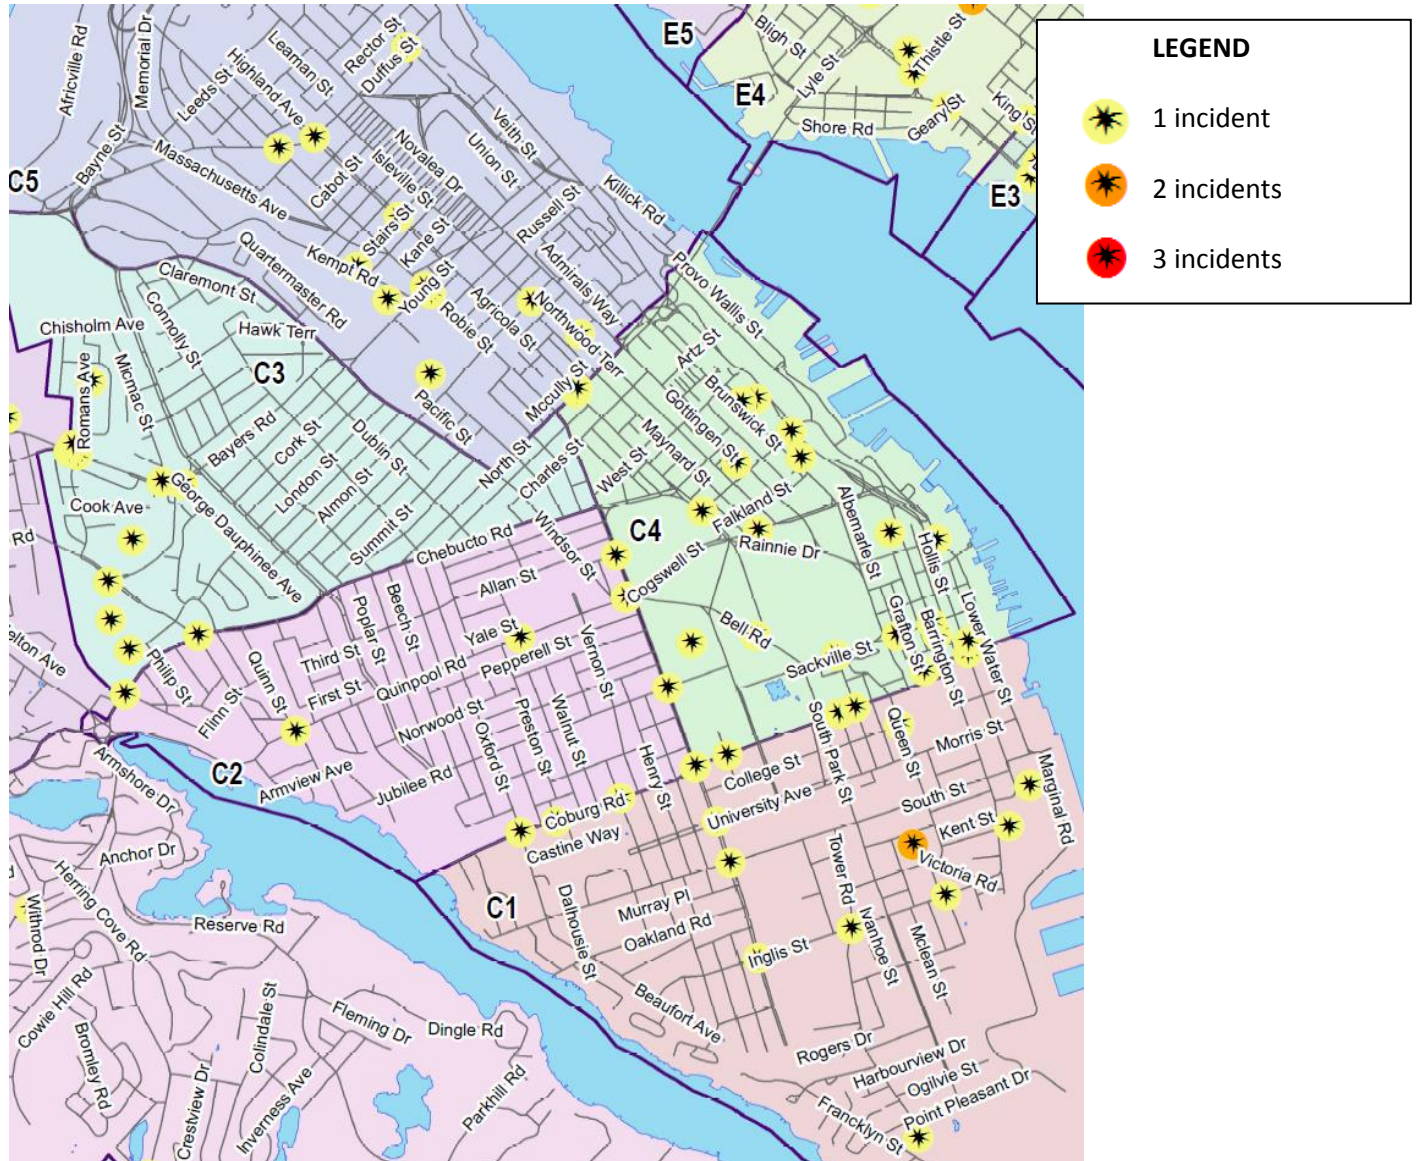 LEGEND
1 incident
2 incidents
3 incidents
E5
E4
E3
C5
C3
C4
C2
C1
Africville Rd
Memorial Dr
Bayne St
Leeds St
Highland Ave
Leaman St
Rector St
Duffus St
Massachusetts Ave
Cabot St
Isleville St
Novalea Dr
Union St
Veith St
Killick Rd
Russell St
Stairs St
Kane St
Kempt Rd
Young St
Robie St
Agricola St
Northwood Terr
Admirals Way
Quartermaster Rd
Claremont St
Hawk Terr
Chisholm Ave
Connolly St
Micmac St
Romans Ave
Bayers Rd
Cork St
London St
Dublin St
Almon St
Summit St
Pacific St
Mccully St
North St
Charles St
Cook Ave
George Dauphinee Ave
Rd
Bligh St
Lyle St
Thistle St
Shore Rd
Geary St
King St
Provo Wallis St
Artz St
Brunswick St
Gottingen St
Maynard St
West St
Falkland St
Rainnie Dr
Cogswell St
Albemarle St
Hollis St
Lower Water St
Barrington St
Grafton St
Bell Rd
Sackville St
Windsor St
Chebucto Rd
Allan St
Beech St
Poplar St
Yale St
Pepperell St
Quinpool Rd
Third St
First St
Vernon St
Walnut St
Preston St
Oxford St
Norwood St
Jubilee Rd
Henry St
Philip St
Flinn St
Quinn St
Armview Ave
Armshore Dr
Coburg Rd
Castine Way
College St
University Ave
South Park St
Queen St
Morris St
South St
Kent St
Marginal Rd
Victoria Rd
Tower Rd
Ivanhoe St
Mclean St
Murray Pl
Oakland Rd
Dalhousie St
Inglis St
Beaufort Ave
Rogers Dr
Harbourview Dr
Ogilvie St
Point Pleasant Dr
Francklyn St
elton Ave
Anchor Dr
Herring Cove Rd
Reserve Rd
Withrod Dr
Cowie Hill Rd
Bromley Rd
Colindale St
Crestview Dr
Inverness Ave
Fleming Dr
Dingle Rd
Parkhill Rd